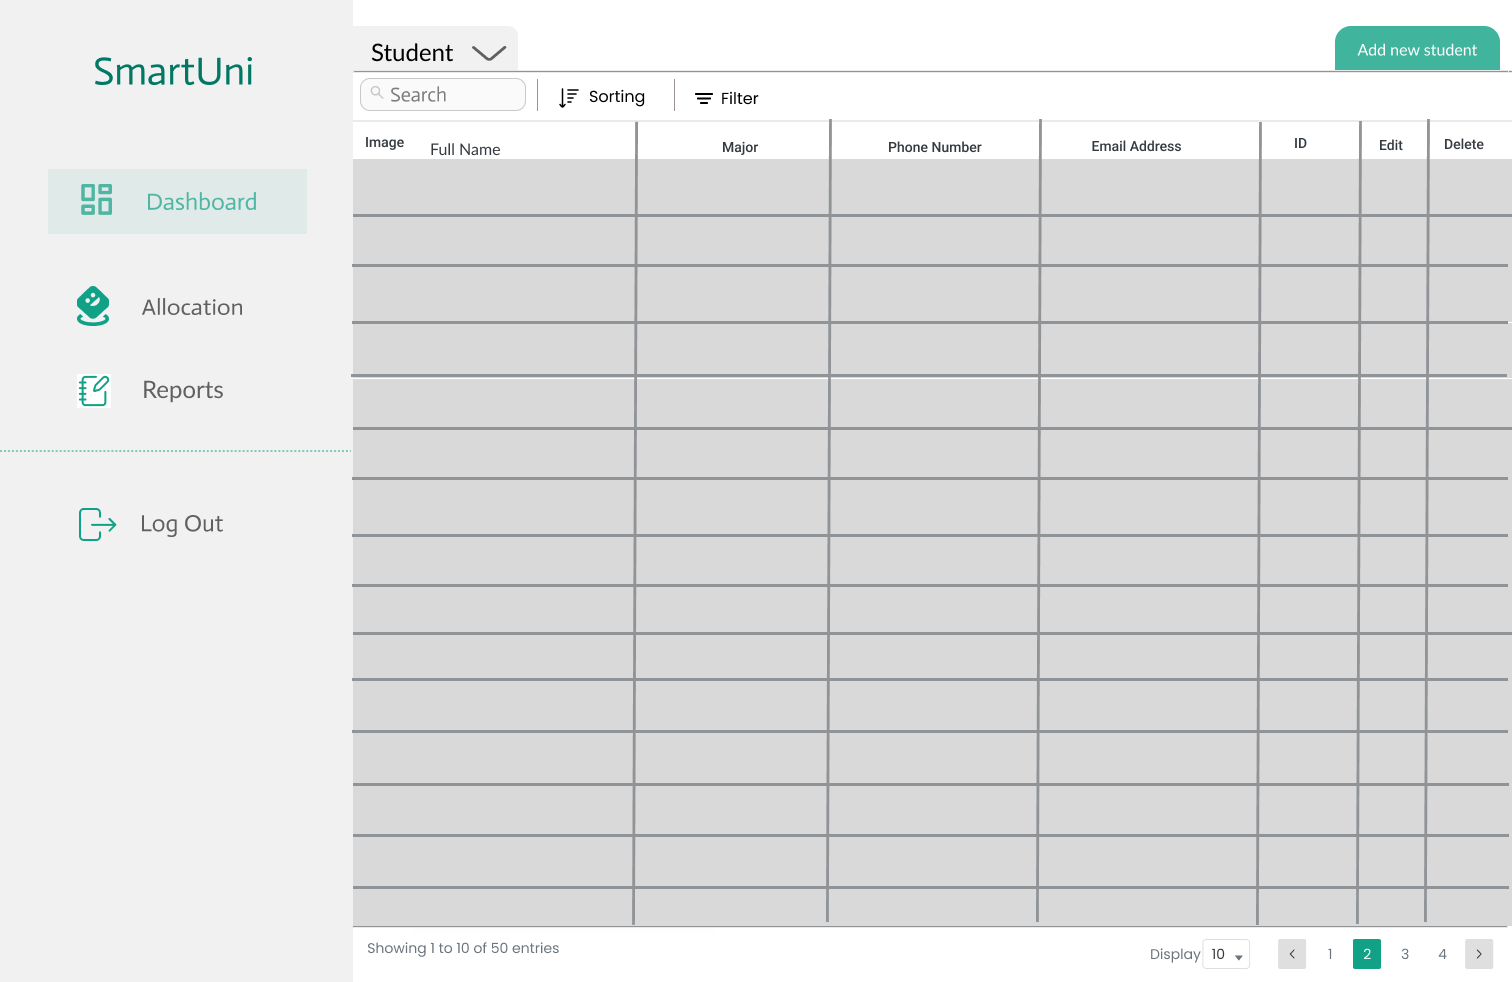 SmartUni
Dashboard
Allocation
Reports
Log Out
Student
Add new student
Search
Sorting
Filter
Image
Full Name
Major
Phone Number
Email Address
ID
Edit
Delete
Showing 1 to 10 of 50 entries
Display 10
< 1 2 3 4 >